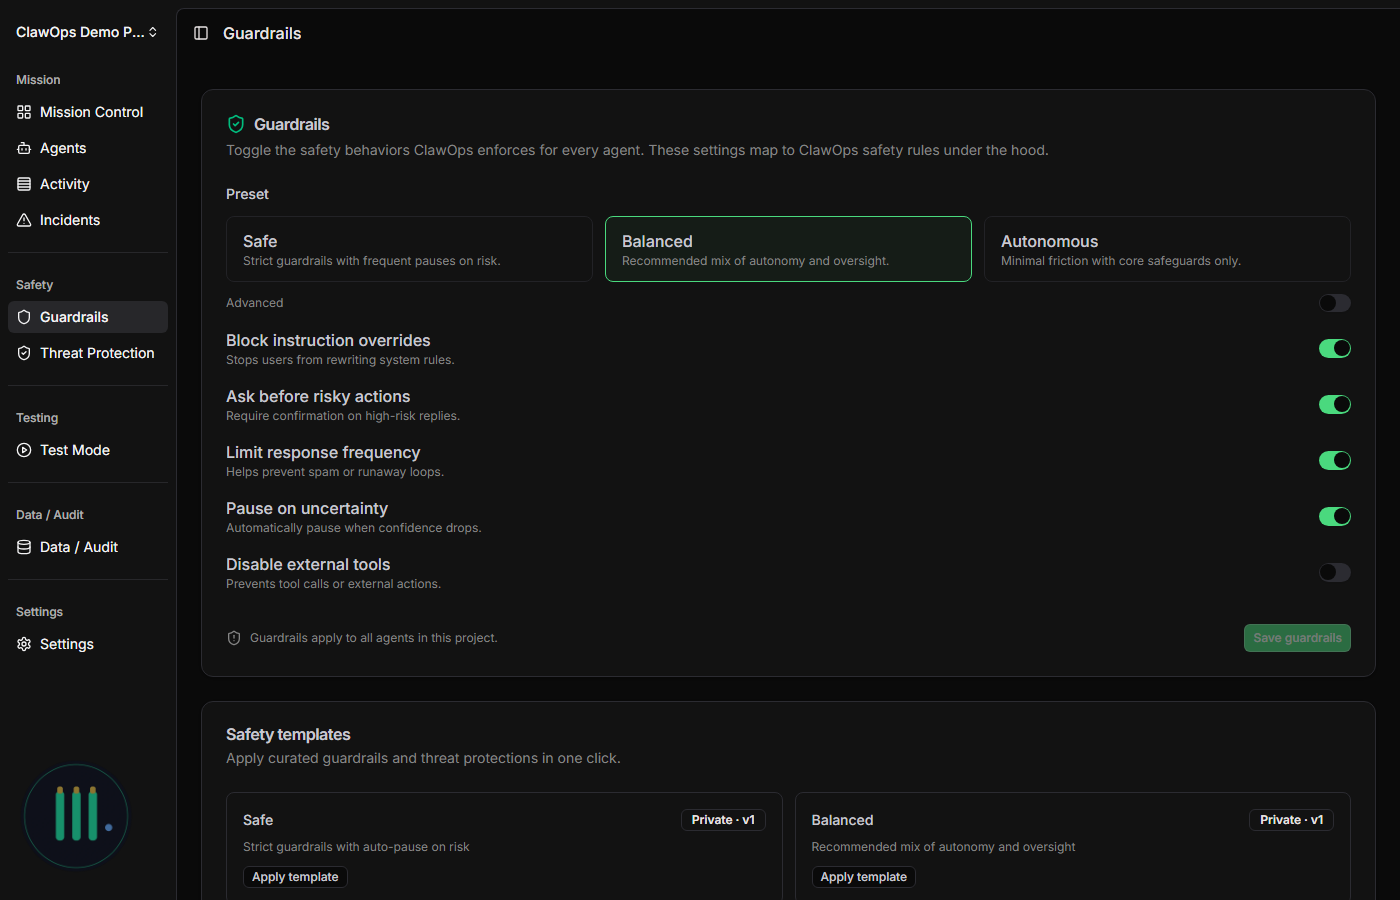 ClawOps Demo P...
Mission
Mission Control
Agents
Activity
Incidents
Safety
Guardrails
Threat Protection
Testing
Test Mode
Data / Audit
Data / Audit
Settings
Settings
Guardrails
Guardrails
Toggle the safety behaviors ClawOps enforces for every agent. These settings map to ClawOps safety rules under the hood.
Preset
Safe
Strict guardrails with frequent pauses on risk.
Balanced
Recommended mix of autonomy and oversight.
Autonomous
Minimal friction with core safeguards only.
Advanced
Block instruction overrides
Stops users from rewriting system rules.
Ask before risky actions
Require confirmation on high-risk replies.
Limit response frequency
Helps prevent spam or runaway loops.
Pause on uncertainty
Automatically pause when confidence drops.
Disable external tools
Prevents tool calls or external actions.
Guardrails apply to all agents in this project.
Save guardrails
Safety templates
Apply curated guardrails and threat protections in one click.
Safe
Private · v1
Strict guardrails with auto-pause on risk
Apply template
Balanced
Private · v1
Recommended mix of autonomy and oversight
Apply template